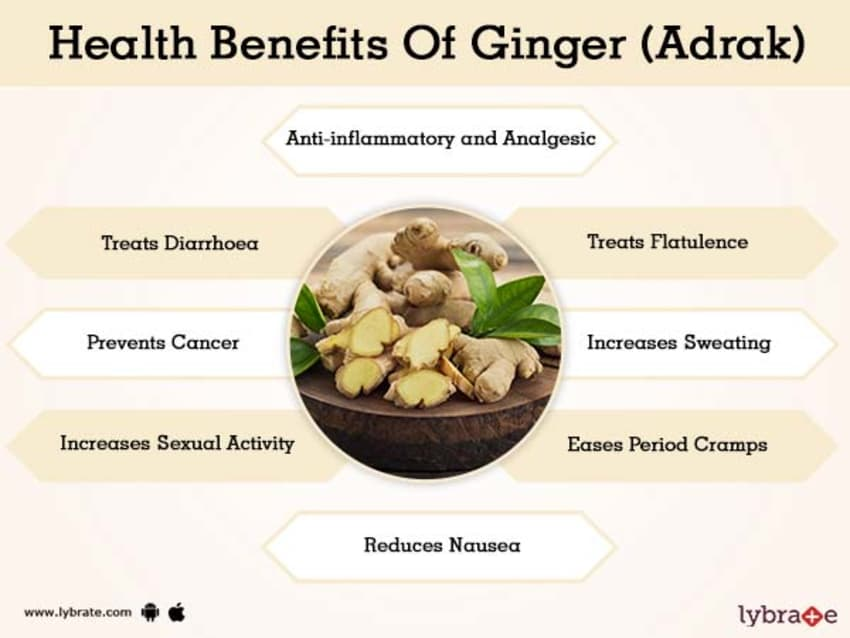 Health Benefits Of Ginger (Adrak)
Anti-inflammatory and Analgesic
Treats Diarrhoea
Treats Flatulence
Prevents Cancer
Increases Sweating
Increases Sexual Activity
Eases Period Cramps
Reduces Nausea
www.lybrate.com
lybrate